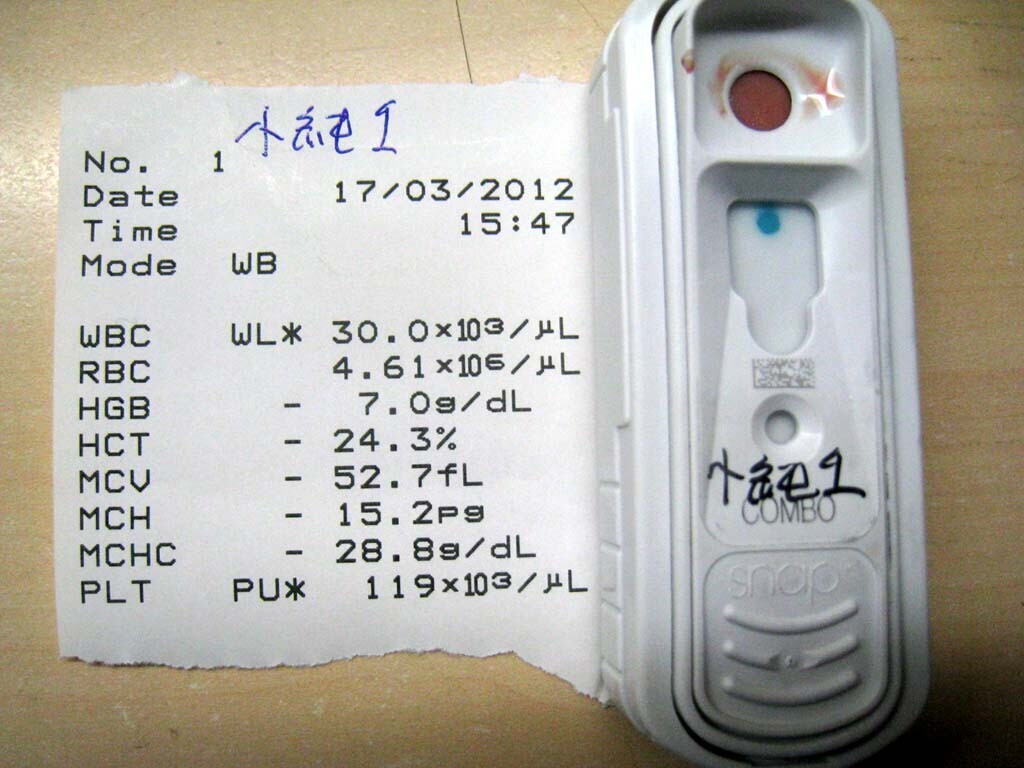 小純1
No. 1
Date 17/03/2012
Time 15:47
Mode WB
WBC WL* 30.0×10³/µL
RBC 4.61×10⁶/µL
HGB - 7.0g/dL
HCT - 24.3%
MCV - 52.7fL
MCH - 15.2pg
MCHC - 28.8g/dL
PLT PU* 119×10³/µL
小純1
COMBO
snap